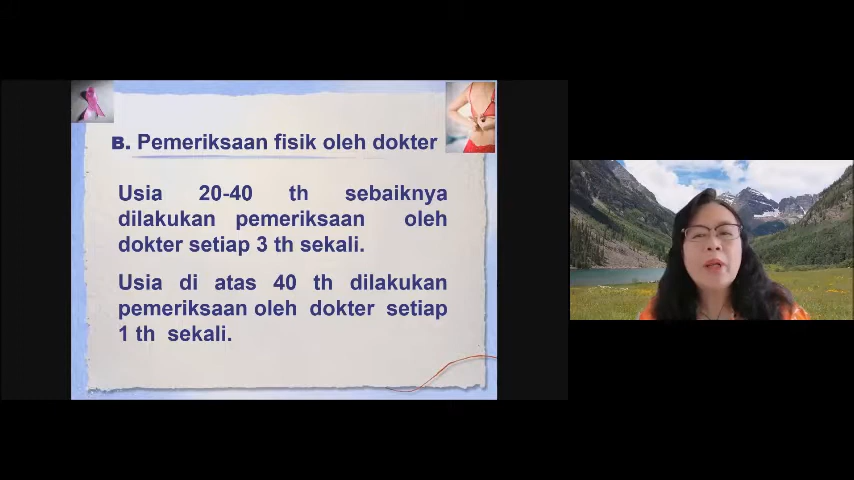 B. Pemeriksaan fisik oleh dokter
Usia 20-40 th sebaiknya
dilakukan pemeriksaan oleh
dokter setiap 3 th sekali.
Usia di atas 40 th dilakukan
pemeriksaan oleh dokter setiap
1 th sekali.